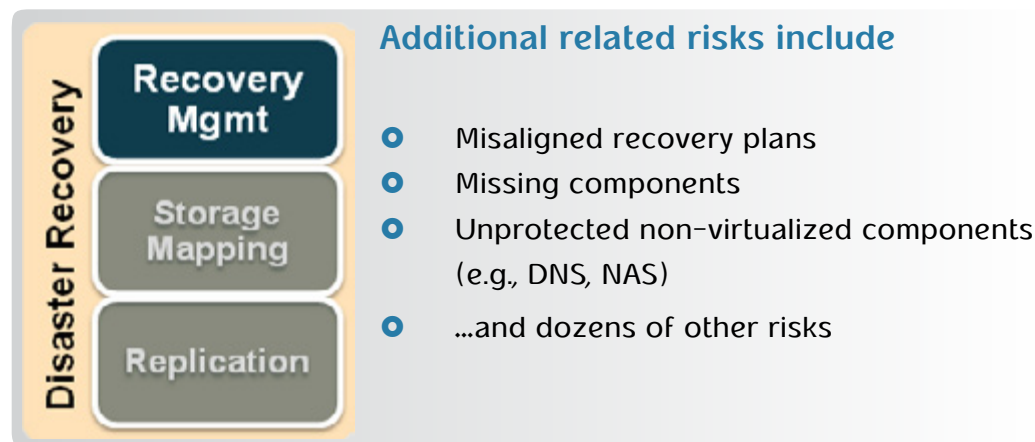 Disaster Recovery
Recovery
Mgmt
Storage
Mapping
Replication
Additional related risks include
Misaligned recovery plans
Missing components
Unprotected non-virtualized components
(e.g., DNS, NAS)
...and dozens of other risks